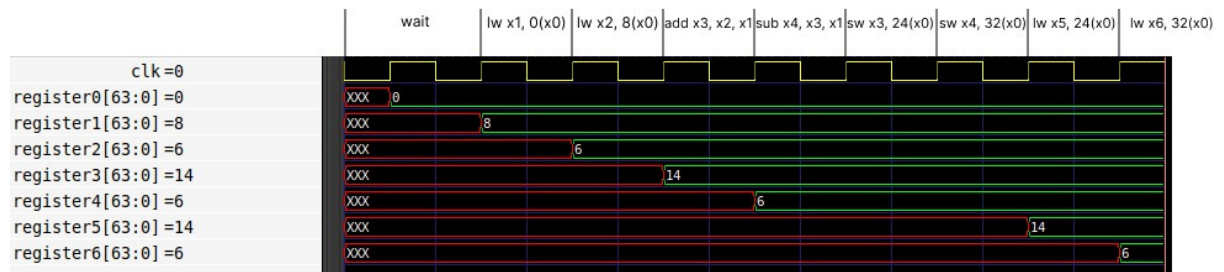 wait lw x1, 0(x0) lw x2, 8(x0) add x3, x2, x1 sub x4, x3, x1 sw x3, 24(x0) sw x4, 32(x0) lw x5, 24(x0) lw x6, 32(x0)
clk=0
register0[63:0]=0 XXX 0
register1[63:0]=8 XXX 8
register2[63:0]=6 XXX 6
register3[63:0]=14 XXX 14
register4[63:0]=6 XXX 6
register5[63:0]=14 XXX 14
register6[63:0]=6 XXX 6